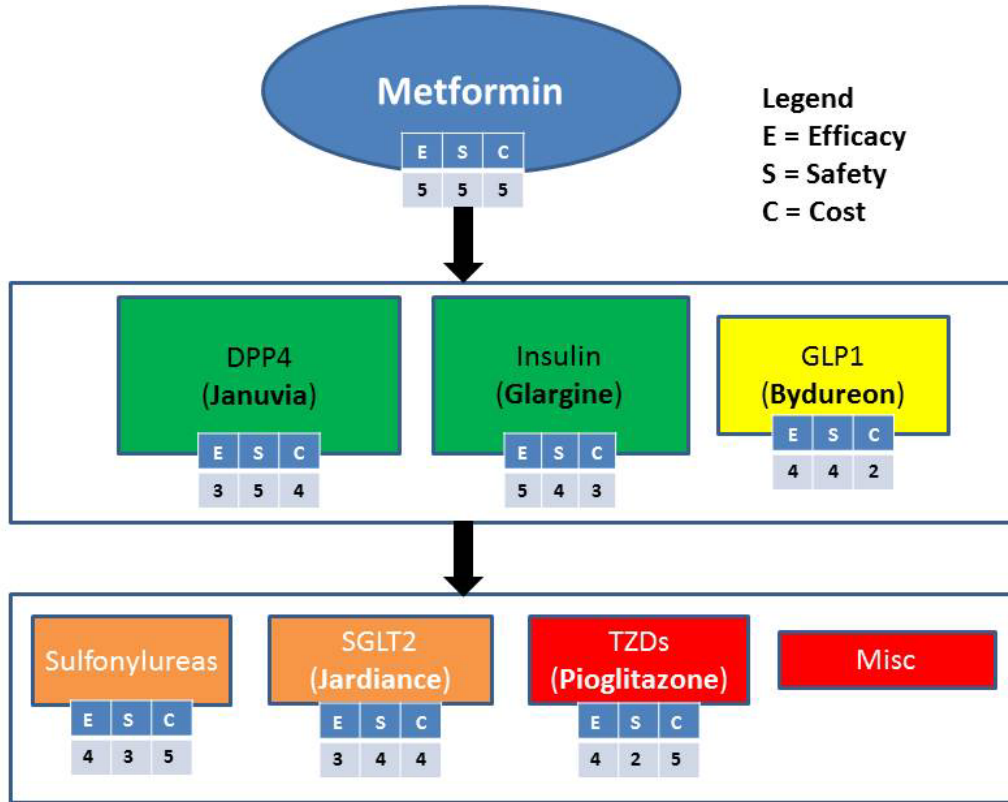 Metformin
E S C
5 5 5
Legend
E = Efficacy
S = Safety
C = Cost
DPP4
(Januvia)
E S C
3 5 4
Insulin
(Glargine)
E S C
5 4 3
GLP1
(Bydureon)
E S C
4 4 2
Sulfonylureas
E S C
4 3 5
SGLT2
(Jardiance)
E S C
3 4 4
TZDs
(Pioglitazone)
E S C
4 2 5
Misc